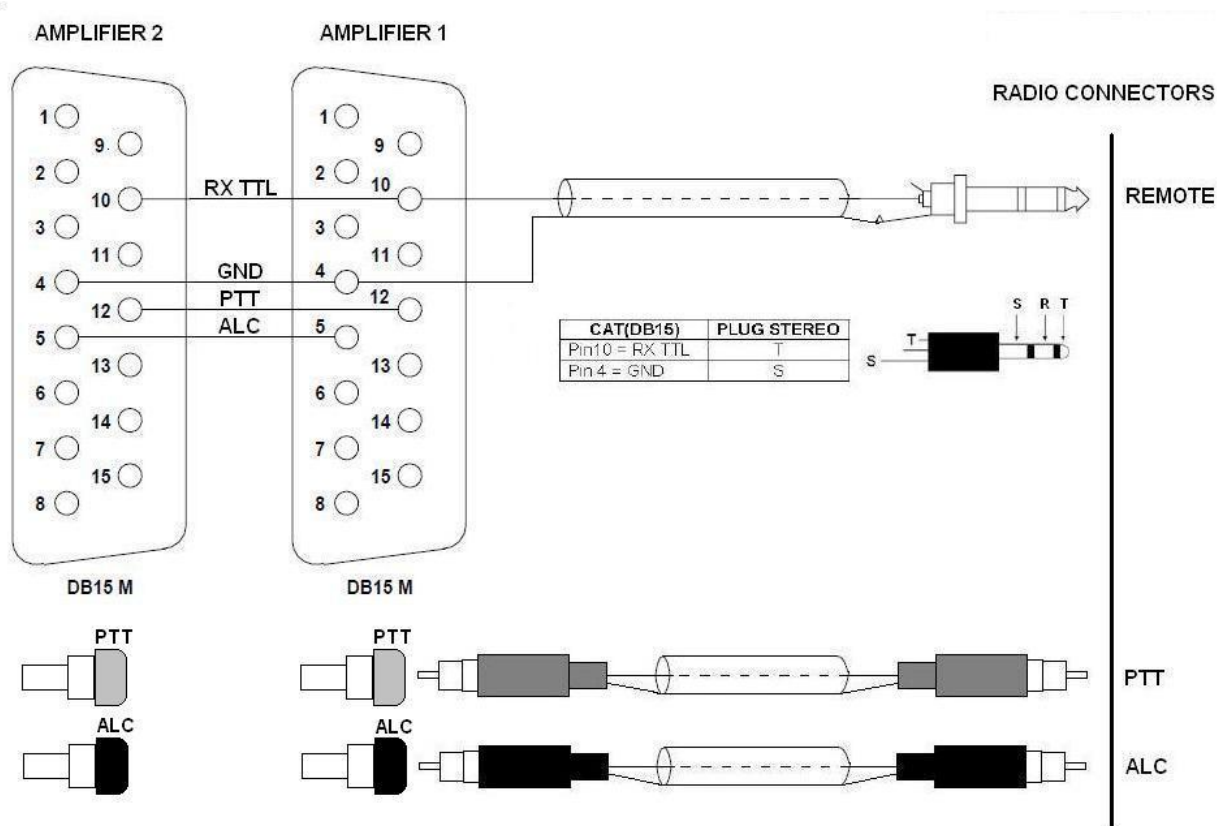 AMPLIFIER 2
AMPLIFIER 1
RADIO CONNECTORS
1
9.
2
10
3
11
4
12
5
13
6
14
7
15
8
RX TTL
GND
PTT
ALC
1
9
2
10
3
11
4
12
5
13
6
14
7
15
8
REMOTE
CAT(DB15) PLUG STEREO
Pin10 = RX TTL T
Pin 4 = GND S
S R T
T
S
DB15 M
DB15 M
PTT
PTT
PTT
ALC
ALC
ALC